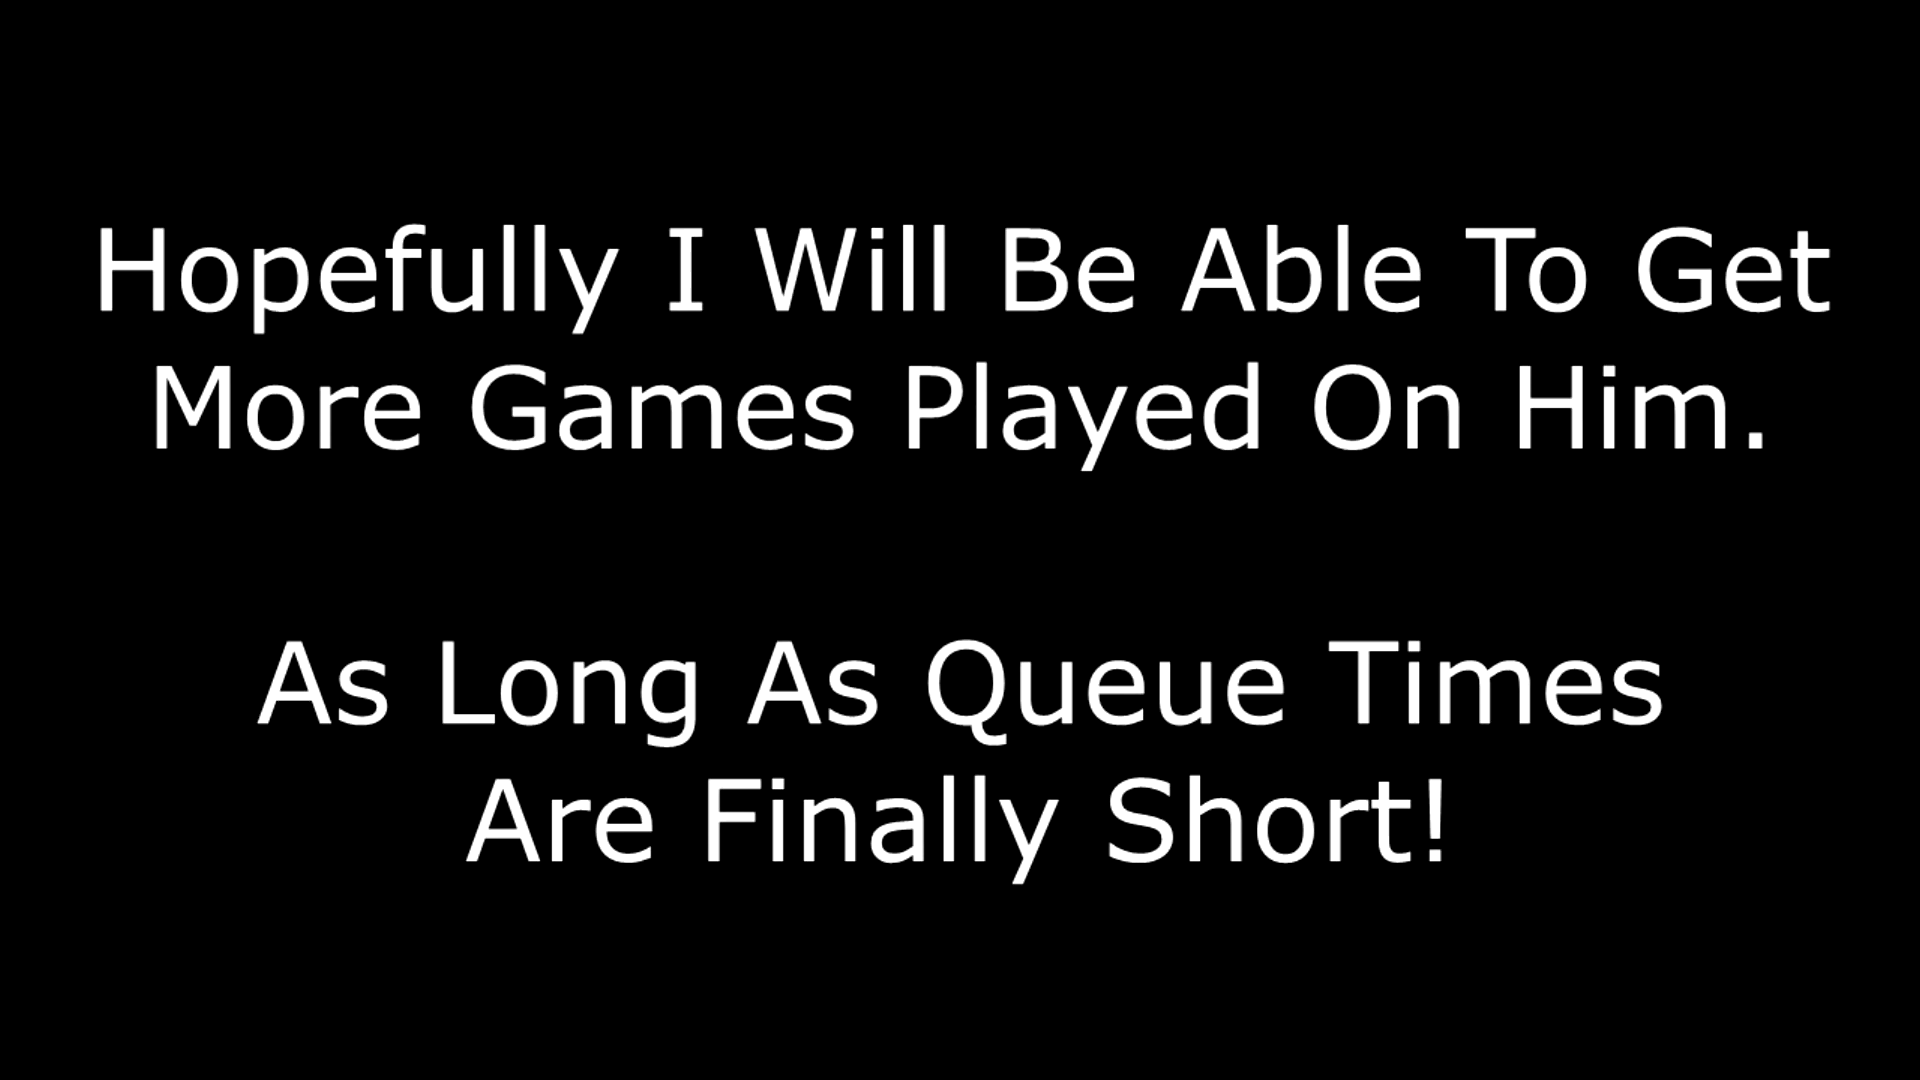 Hopefully I Will Be Able To Get
More Games Played On Him.
As Long As Queue Times
Are Finally Short!